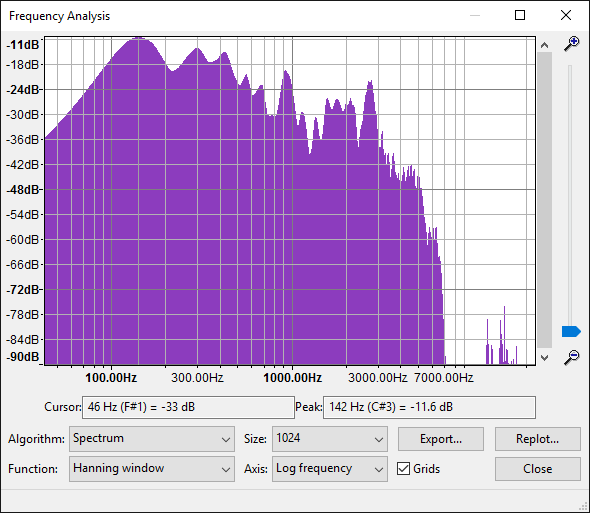 Frequency Analysis
-11dB
-18dB
-24dB
-30dB
-36dB
-42dB
-48dB
-54dB
-60dB
-66dB
-72dB
-78dB
-84dB
-90dB
100.00Hz 300.00Hz 1000.00Hz 3000.00Hz 7000.00Hz
Cursor: 46 Hz (F#1) = -33 dB Peak: 142 Hz (C#3) = -11.6 dB
Algorithm: Spectrum Size: 1024 Export... Replot...
Function: Hanning window Axis: Log frequency Grids Close